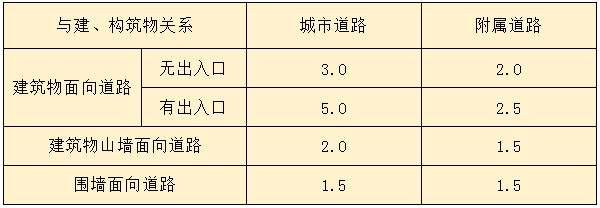 与建、构筑物关系 城市道路 附属道路
建筑物面向道路 无出入口 3.0 2.0
有出入口 5.0 2.5
建筑物山墙面向道路 2.0 1.5
围墙面向道路 1.5 1.5